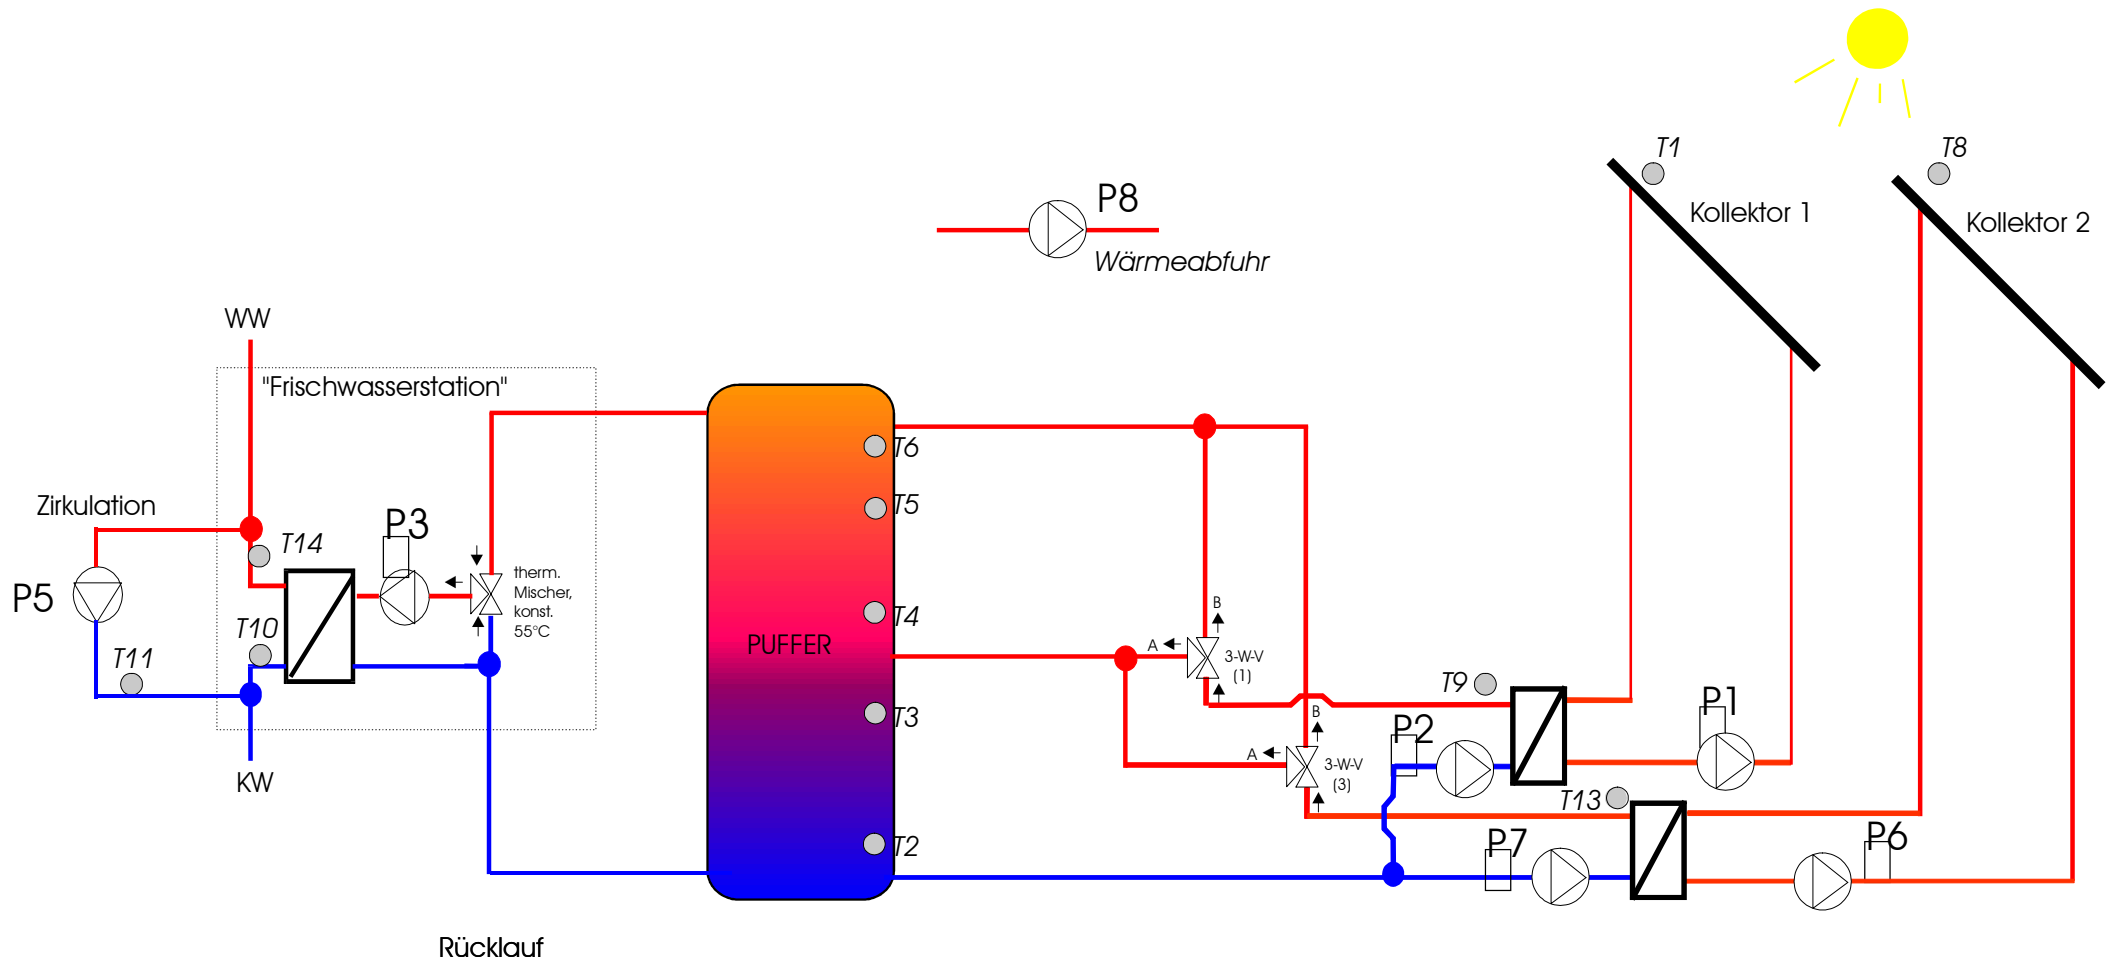 T1
T8
P8
Kollektor 1
Kollektor 2
Wärmeabfuhr
WW
"Frischwasserstation"
T6
Zirkulation
T5
P3
T14
therm.
Mischer,
konst.
55°C
P5
B
T4
T10
A
PUFFER
3-W-V
(1)
T11
T9
P1
T3
B
P2
A
3-W-V
(3)
KW
T13
P7
P6
T2
Rücklauf